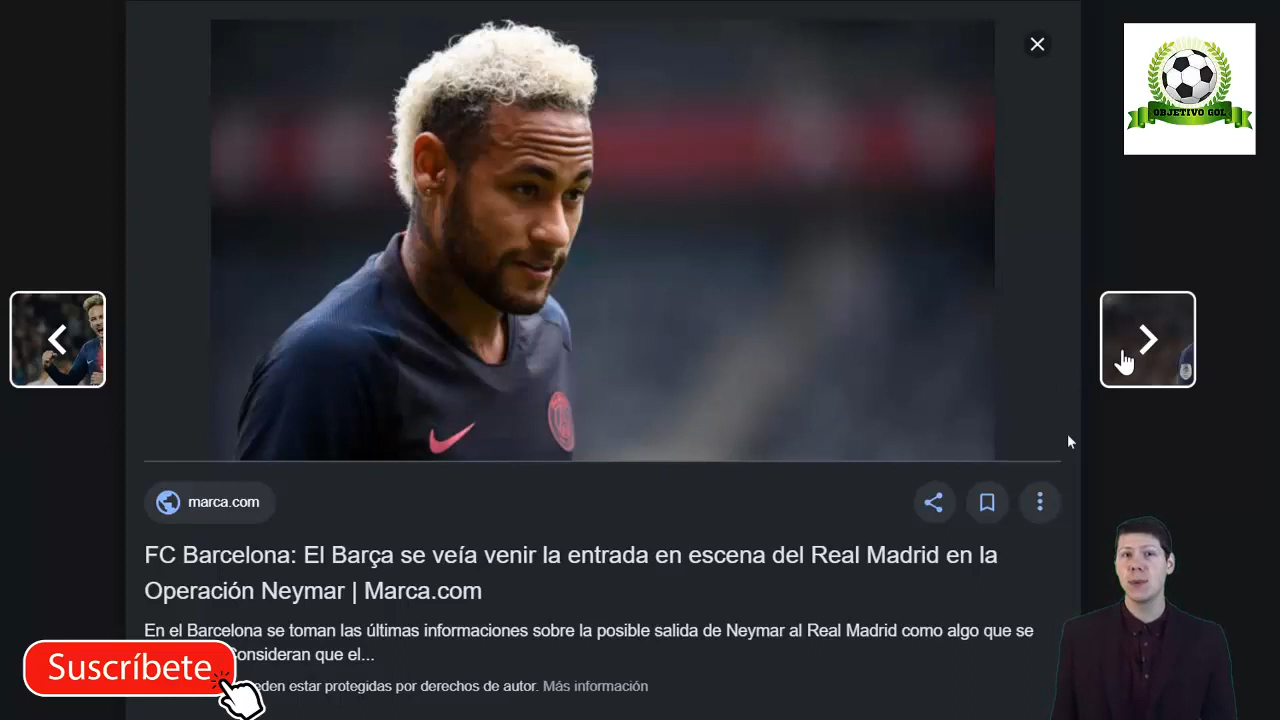 OBJETIVO GOL
marca.com
FC Barcelona: El Barça se veía venir la entrada en escena del Real Madrid en la
Operación Neymar | Marca.com
En el Barcelona se toman las últimas informaciones sobre la posible salida de Neymar al Real Madrid como algo que se
onsideran que el...
eden estar protegidas por derechos de autor. Más información
Suscríbete